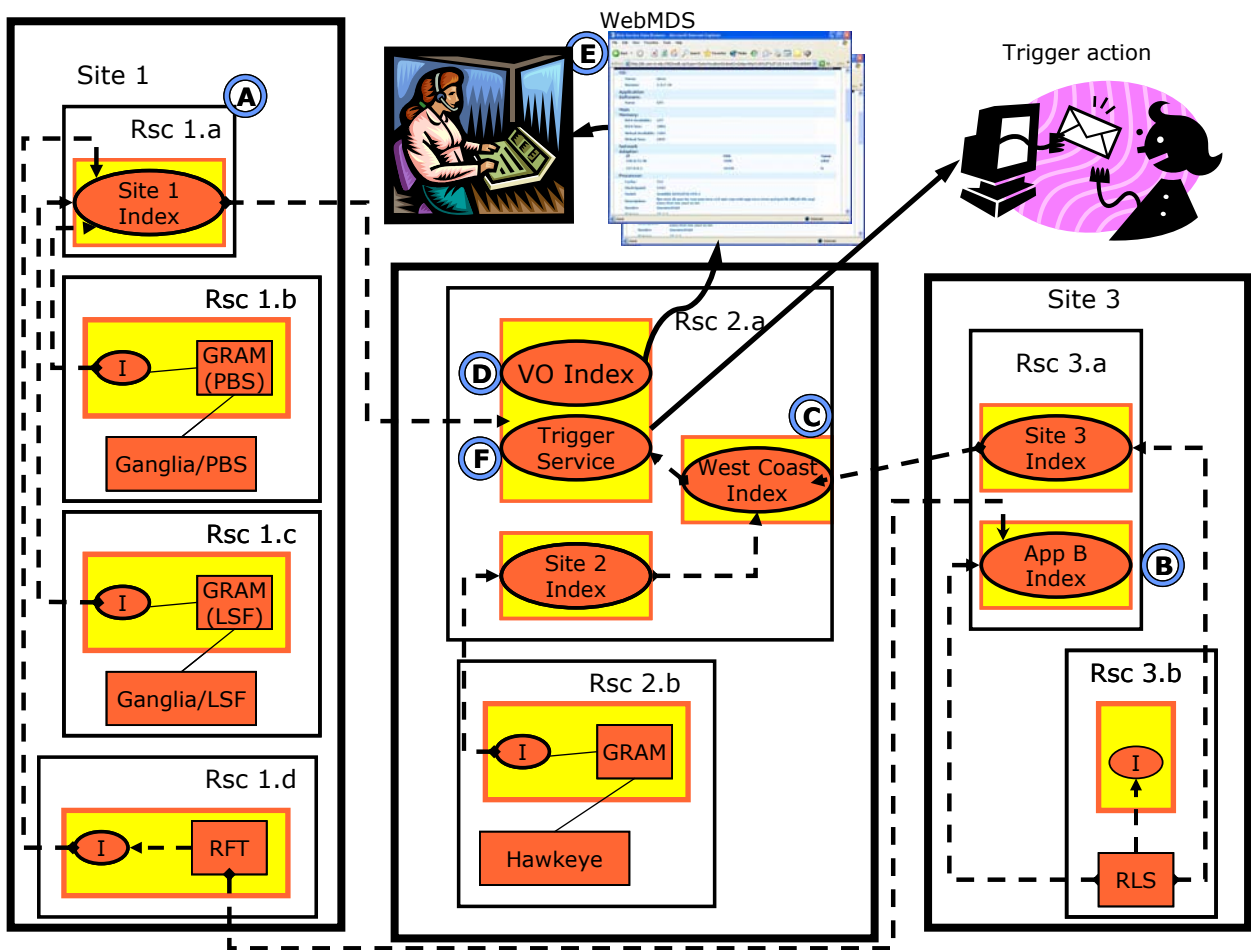 WebMDS
E
Trigger action
Site 1
A
Rsc 1.a
Site 1
Index
Rsc 1.b
I
GRAM
(PBS)
Ganglia/PBS
Rsc 1.c
I
GRAM
(LSF)
Ganglia/LSF
Rsc 1.d
I
RFT
Rsc 2.a
D
VO Index
F
Trigger
Service
C
West Coast
Index
Site 2
Index
Rsc 2.b
I
GRAM
Hawkeye
Site 3
Rsc 3.a
Site 3
Index
App B
Index
B
Rsc 3.b
I
RLS